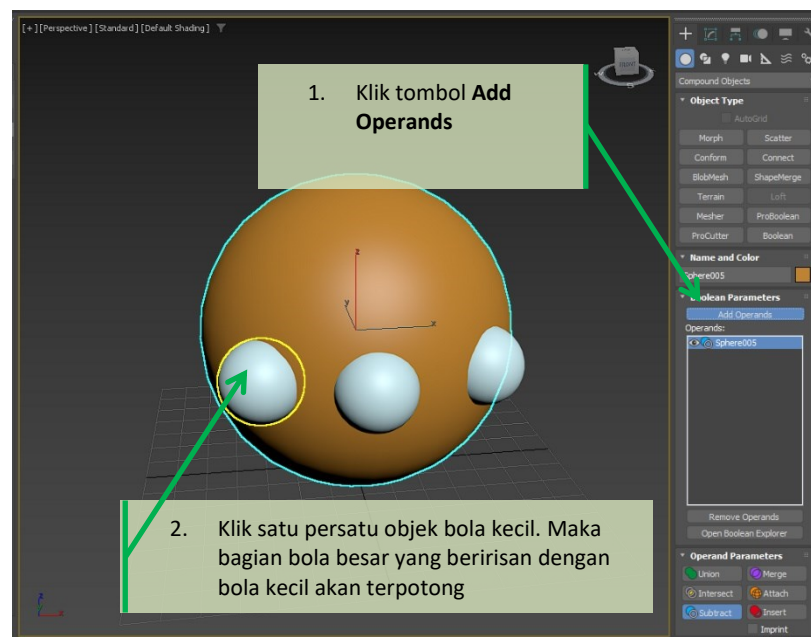 [+][Perspective][Standard][Default Shading]
1. Klik tombol Add
Operands
Compound Objects
Object Type
AutoGrid
Morph Scatter
Conform Connect
BlobMesh ShapeMerge
Terrain Loft
Mesher ProBoolean
ProCutter Boolean
Name and Color
Sphere005
Boolean Parameters
Add Operands
Operands:
Sphere005
z
y
x
2. Klik satu persatu objek bola kecil. Maka
bagian bola besar yang beririsan dengan
bola kecil akan terpotong
Remove Operands
Open Boolean Explorer
Operand Parameters
Union Merge
Intersect Attach
Subtract Insert
Imprint
z
x